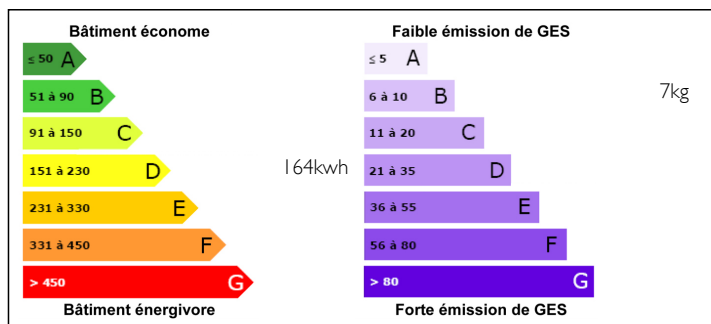 Bâtiment économe
≤ 50 A
51 à 90 B
91 à 150 C
151 à 230 D
231 à 330 E
331 à 450 F
> 450 G
Bâtiment énergivore
164kwh
Faible émission de GES
≤ 5 A
6 à 10 B
11 à 20 C
21 à 35 D
36 à 55 E
56 à 80 F
> 80 G
Forte émission de GES
7kg